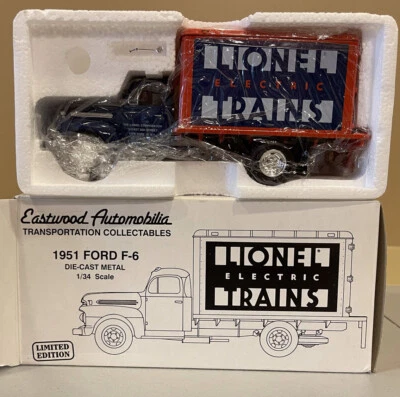 LIONEL
ELECTRIC
TRAINS
Eastwood Automobilia
TRANSPORTATION COLLECTABLES
1951 FORD F-6
DIE-CAST METAL
1/34 Scale
LIONEL
ELECTRIC
TRAINS
LIMITED
EDITION